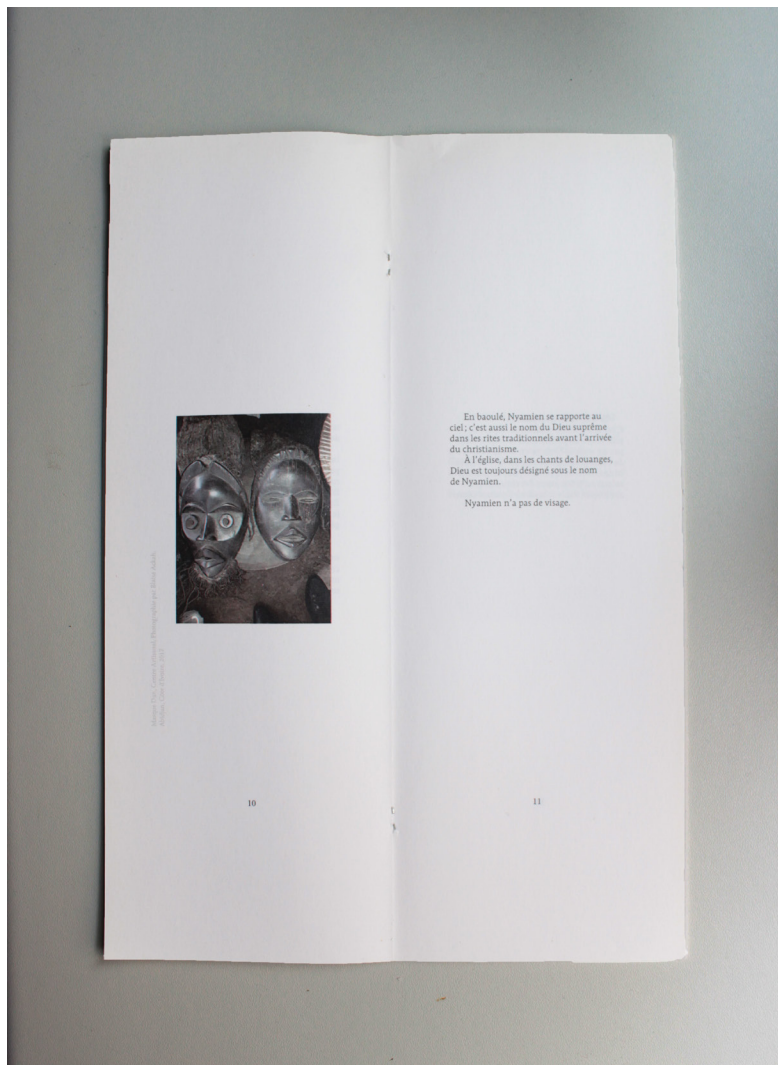 10
En baoulé, Nyamien se rapporte au
ciel ; c'est aussi le nom du Dieu suprême
dans les rites traditionnels avant l'arrivée
du christianisme.
À l'église, dans les chants de louanges,
Dieu est toujours désigné sous le nom
de Nyamien.
Nyamien n'a pas de visage.
11